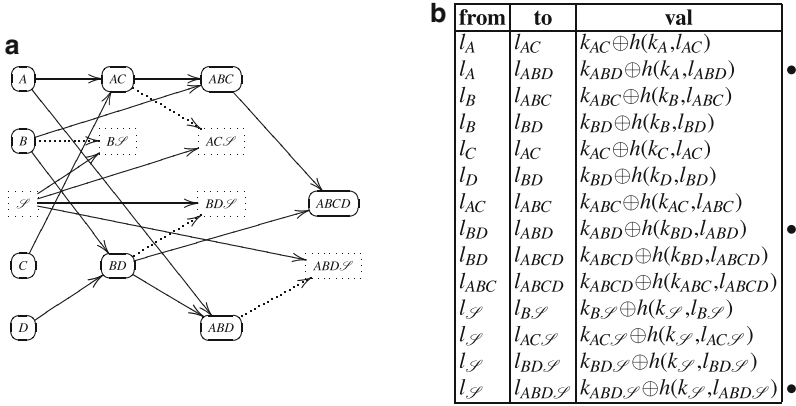 a
A AC ABC
B B𝒮 AC𝒮
𝒮 BD𝒮 ABCD
C BD ABD𝒮
D ABD
b
from to val
l_A l_AC k_AC⊕h(k_A,l_AC)
l_A l_ABD k_ABD⊕h(k_A,l_ABD) •
l_B l_ABC k_ABC⊕h(k_B,l_ABC)
l_B l_BD k_BD⊕h(k_B,l_BD)
l_C l_AC k_AC⊕h(k_C,l_AC)
l_D l_BD k_BD⊕h(k_D,l_BD)
l_AC l_ABC k_ABC⊕h(k_AC,l_ABC)
l_BD l_ABD k_ABD⊕h(k_BD,l_ABD) •
l_BD l_ABCD k_ABCD⊕h(k_BD,l_ABCD)
l_ABC l_ABCD k_ABCD⊕h(k_ABC,l_ABCD)
l_𝒮 l_B𝒮 k_B𝒮⊕h(k_𝒮,l_B𝒮)
l_𝒮 l_AC𝒮 k_AC𝒮⊕h(k_𝒮,l_AC𝒮)
l_𝒮 l_BD𝒮 k_BD𝒮⊕h(k_𝒮,l_BD𝒮)
l_𝒮 l_ABD𝒮 k_ABD𝒮⊕h(k_𝒮,l_ABD𝒮) •